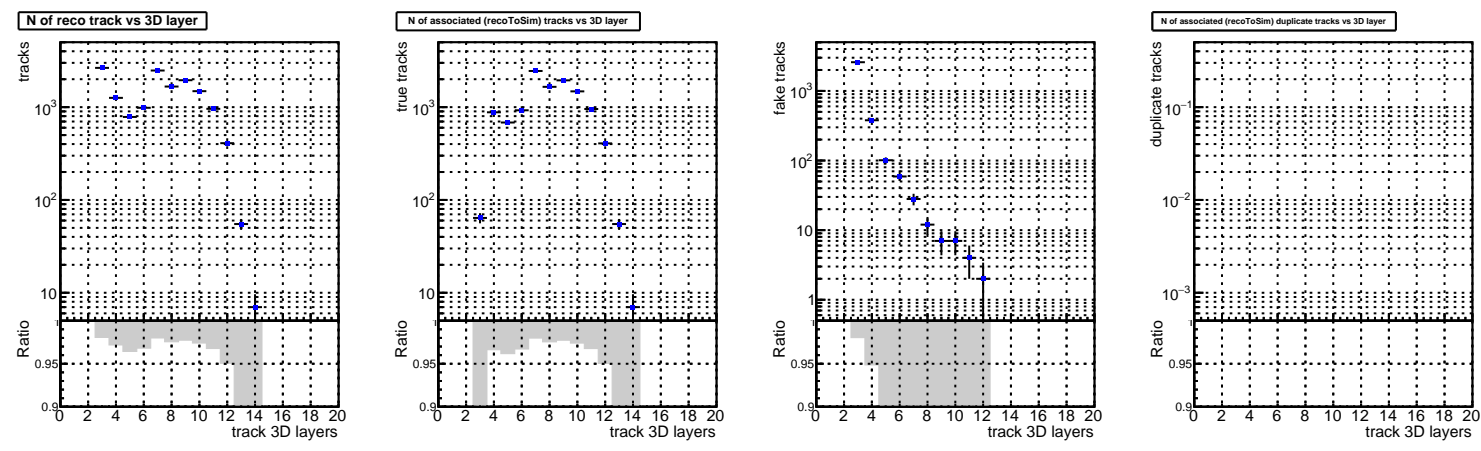 N of reco track vs 3D layer
tracks
10³
10²
10
Ratio
0.95
0.9
0 2 4 6 8 10 12 14 16 18 20
track 3D layers
N of associated (recoToSim) tracks vs 3D layer
true tracks
10³
10²
10
Ratio
0.95
0.9
0 2 4 6 8 10 12 14 16 18 20
track 3D layers
fake tracks
10³
10²
10
1
Ratio
0.95
0.9
0 2 4 6 8 10 12 14 16 18 20
track 3D layers
N of associated (recoToSim) duplicate tracks vs 3D layer
duplicate tracks
10⁻¹
10⁻²
10⁻³
Ratio
0.95
0.9
0 2 4 6 8 10 12 14 16 18 20
track 3D layers